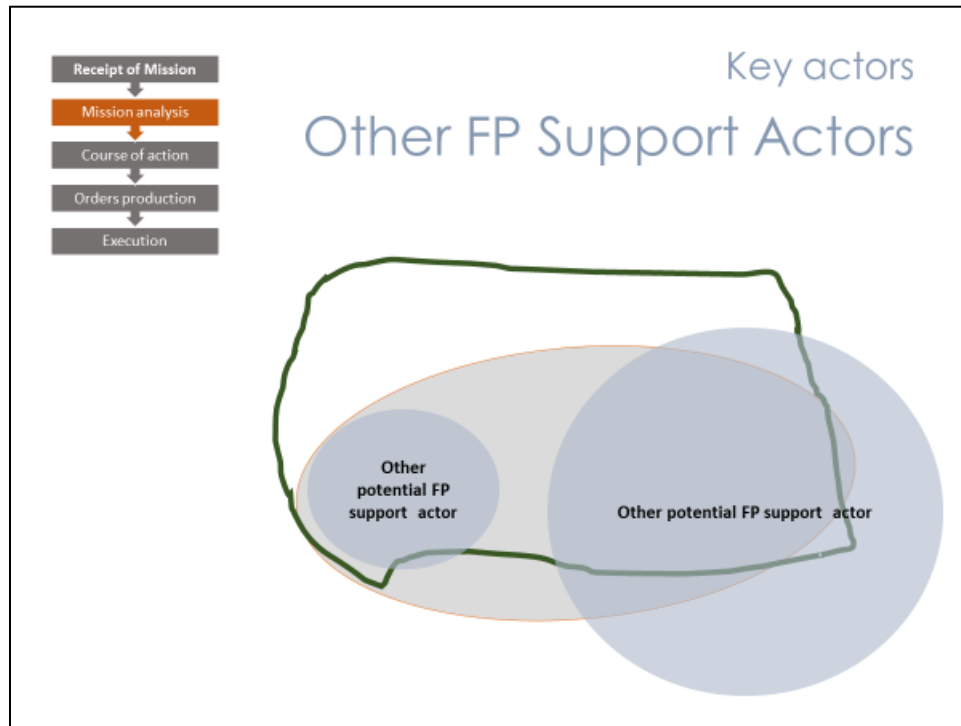 Receipt of Mission
Mission analysis
Course of action
Orders production
Execution
Key actors
Other FP Support Actors
Other
potential FP
support actor
Other potential FP support actor